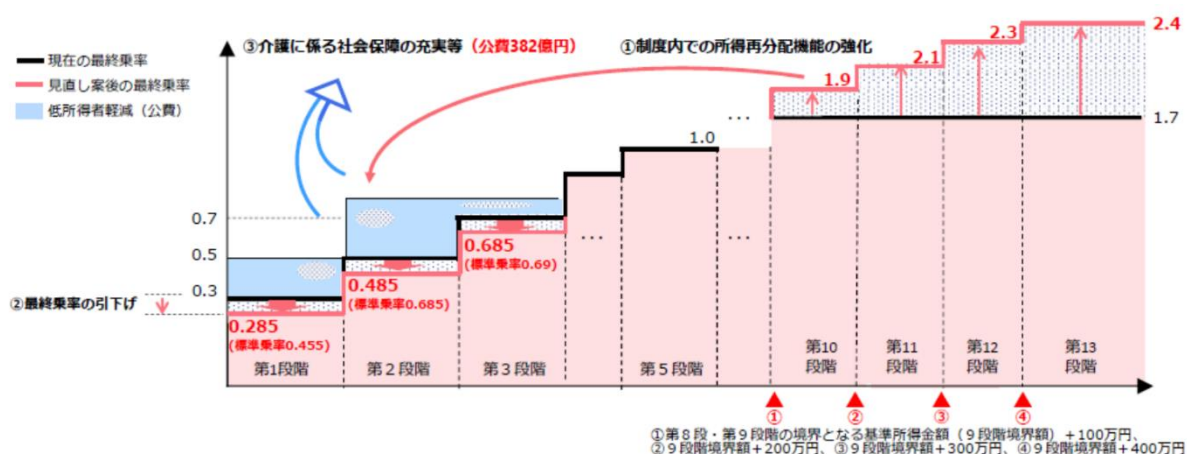 ③介護に係る社会保障の充実等（公費382億円）
①制度内での所得再分配機能の強化
現在の最終乗率
見直し案後の最終乗率
低所得者軽減（公費）
2.4
2.3
2.1
1.9
1.7
…
1.0
0.7
0.5
0.3
②最終乗率の引下げ
0.685
(標準乗率0.69)
0.485
(標準乗率0.685)
0.285
(標準乗率0.455)
…
…
第1段階
第２段階
第３段階
第５段階
第10
段階
第11
段階
第12
段階
第13
段階
①
②
③
④
①第８段・第９段階の境界となる基準所得金額（９段階境界額）+100万円、
②９段階境界額+200万円、③９段階境界額+300万円、④９段階境界額+400万円